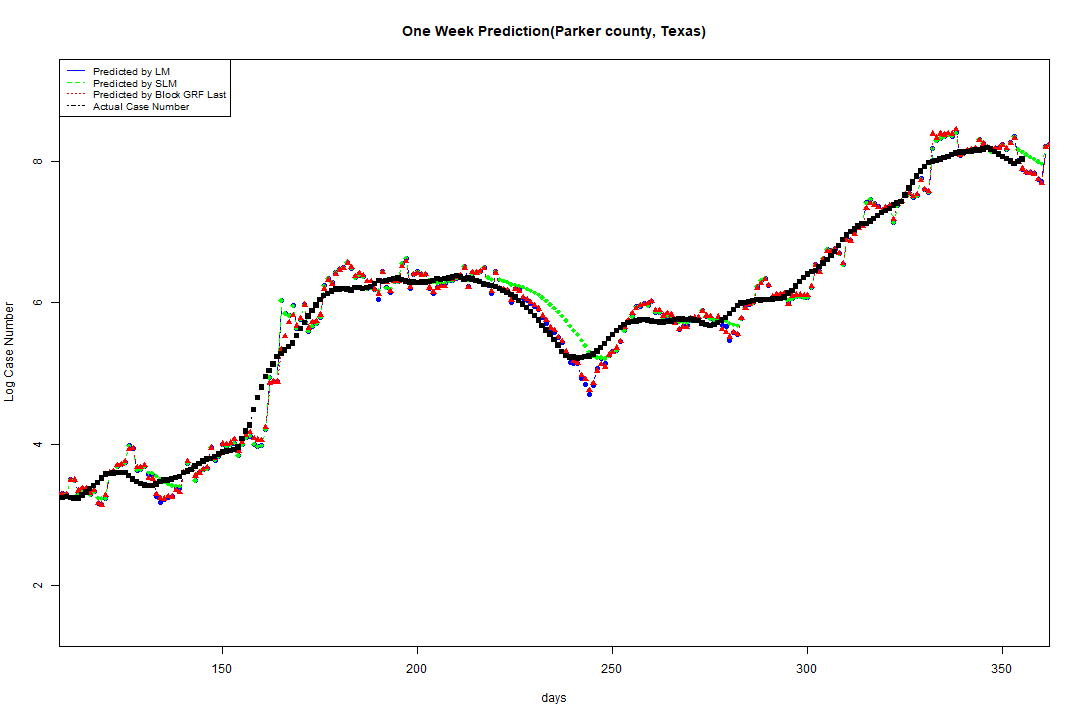 One Week Prediction(Parker county, Texas)
Predicted by LM
Predicted by SLM
Predicted by Block GRF Last
Actual Case Number
8
6
4
2
Log Case Number
150
200
250
300
350
days